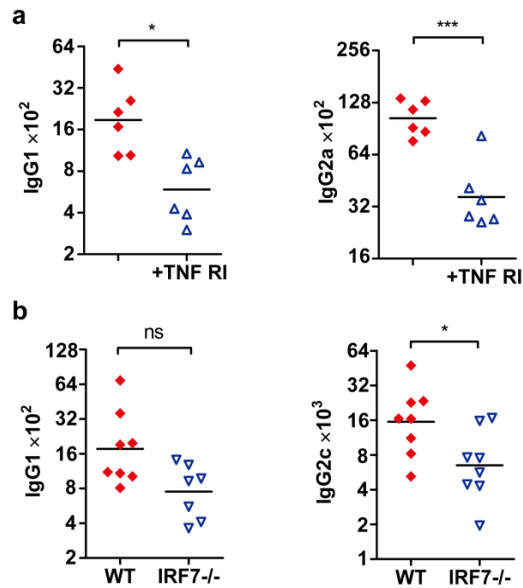 a
*
64
32
16
8
4
2
IgG1 ×10²
+TNF RI
***
256
128
64
32
16
IgG2a ×10²
+TNF RI
b
ns
128
64
32
16
8
4
2
IgG1 ×10²
WT IRF7-/-
*
64
32
16
8
4
2
1
IgG2c ×10³
WT IRF7-/-